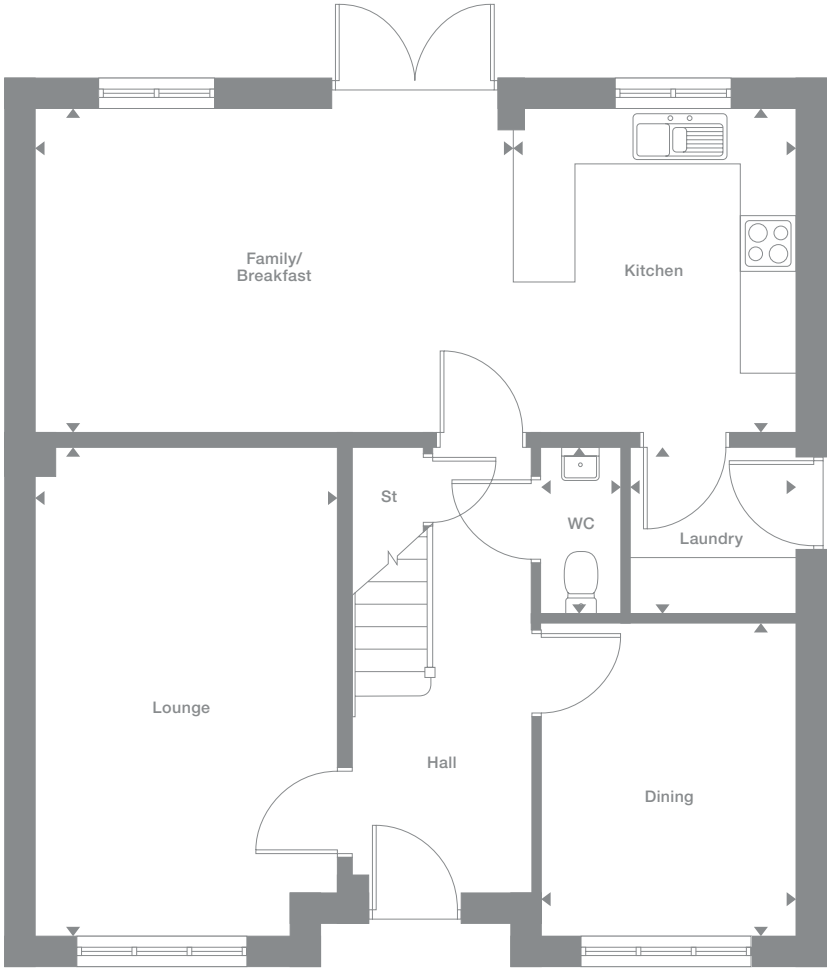 Family/
Breakfast
Kitchen
St
WC
Laundry
Lounge
Hall
Dining